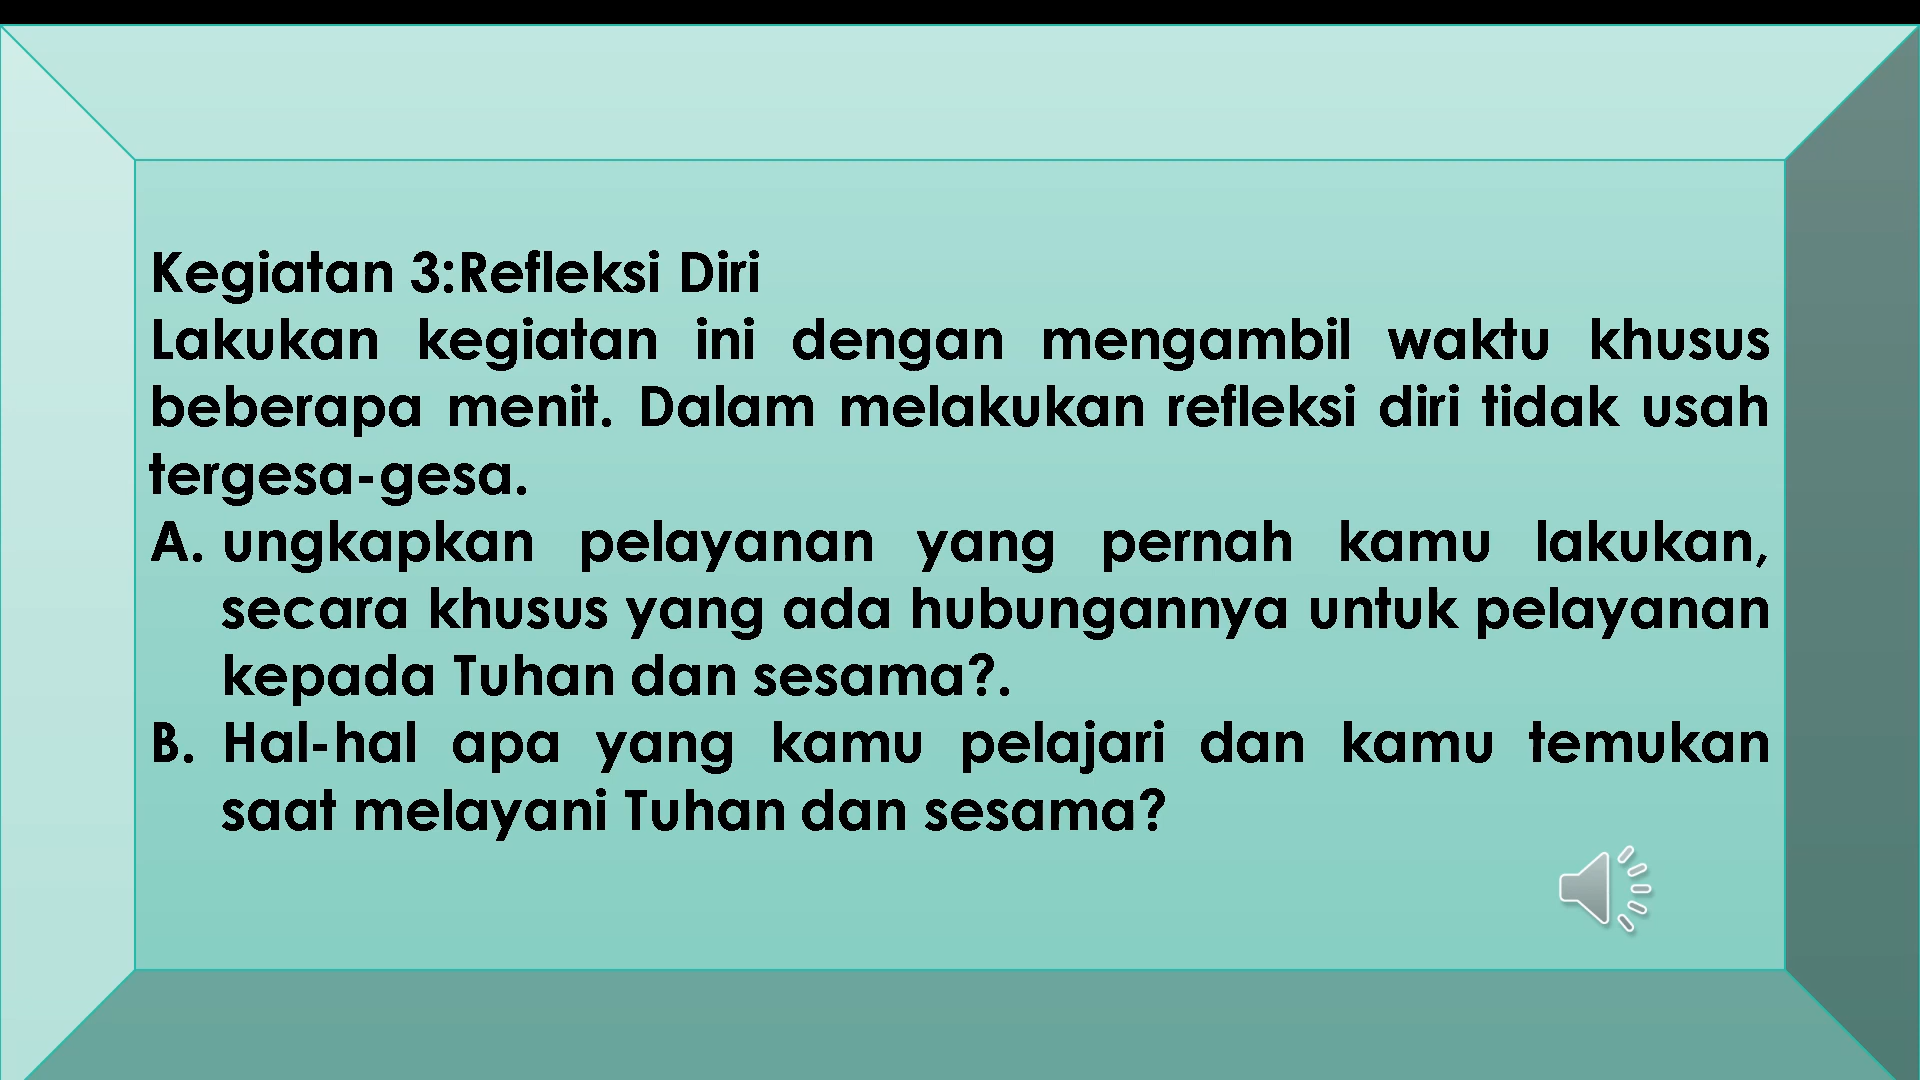 Kegiatan 3:Refleksi Diri
Lakukan kegiatan ini dengan mengambil waktu khusus
beberapa menit. Dalam melakukan refleksi diri tidak usah
tergesa-gesa.
A. ungkapkan pelayanan yang pernah kamu lakukan,
secara khusus yang ada hubungannya untuk pelayanan
kepada Tuhan dan sesama?.
B. Hal-hal apa yang kamu pelajari dan kamu temukan
saat melayani Tuhan dan sesama?